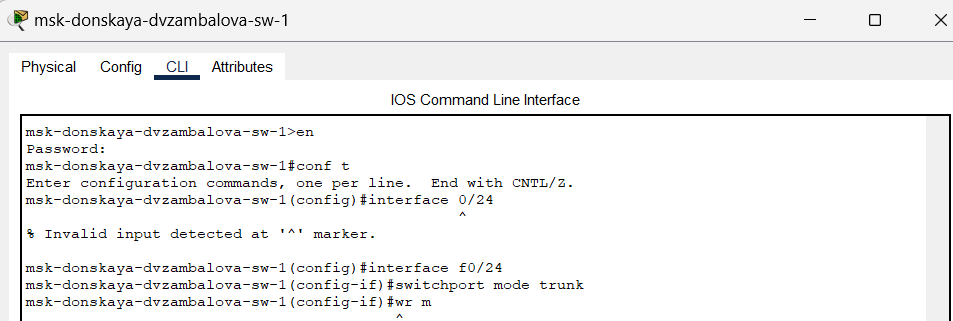 msk-donskaya-dvzambalova-sw-1
Physical Config CLI Attributes
IOS Command Line Interface
msk-donskaya-dvzambalova-sw-1>en
Password:
msk-donskaya-dvzambalova-sw-1#conf t
Enter configuration commands, one per line.  End with CNTL/Z.
msk-donskaya-dvzambalova-sw-1(config)#interface 0/24
^
% Invalid input detected at '^' marker.
msk-donskaya-dvzambalova-sw-1(config)#interface f0/24
msk-donskaya-dvzambalova-sw-1(config-if)#switchport mode trunk
msk-donskaya-dvzambalova-sw-1(config-if)#wr m
^